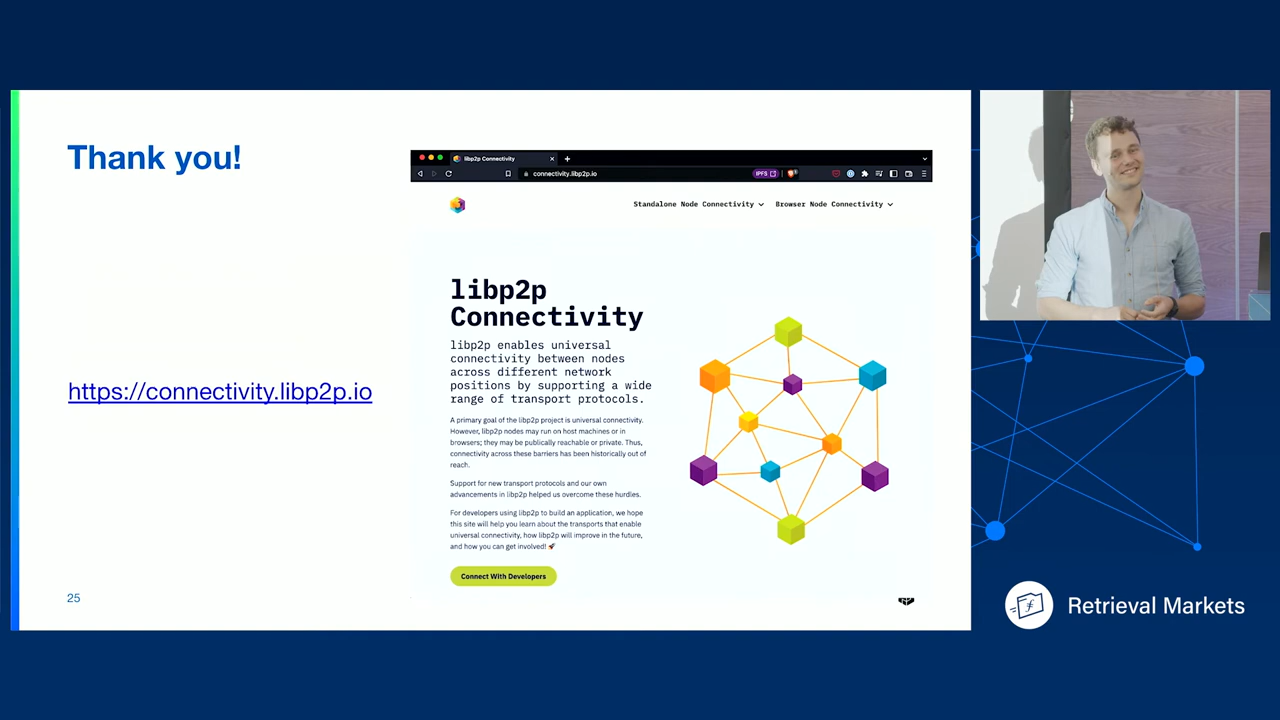 Thank you!
https://connectivity.libp2p.io
25
libp2p Connectivity
connectivity.libp2p.io
IPFS
Standalone Node Connectivity
Browser Node Connectivity
libp2p
Connectivity
libp2p enables universal
connectivity between nodes
across different network
positions by supporting a wide
range of transport protocols.
A primary goal of the libp2p project is universal connectivity.
However, libp2p nodes may run on host machines or in
browsers; they may be publically reachable or private. Thus,
connectivity across these barriers has been historically out of
reach.
Support for new transport protocols and our own
advancements in libp2p helped us overcome these hurdles.
For developers using libp2p to build an application, we hope
this site will help you learn about the transports that enable
universal connectivity, how libp2p will improve in the future,
and how you can get involved! 🚀
Connect With Developers
Retrieval Markets